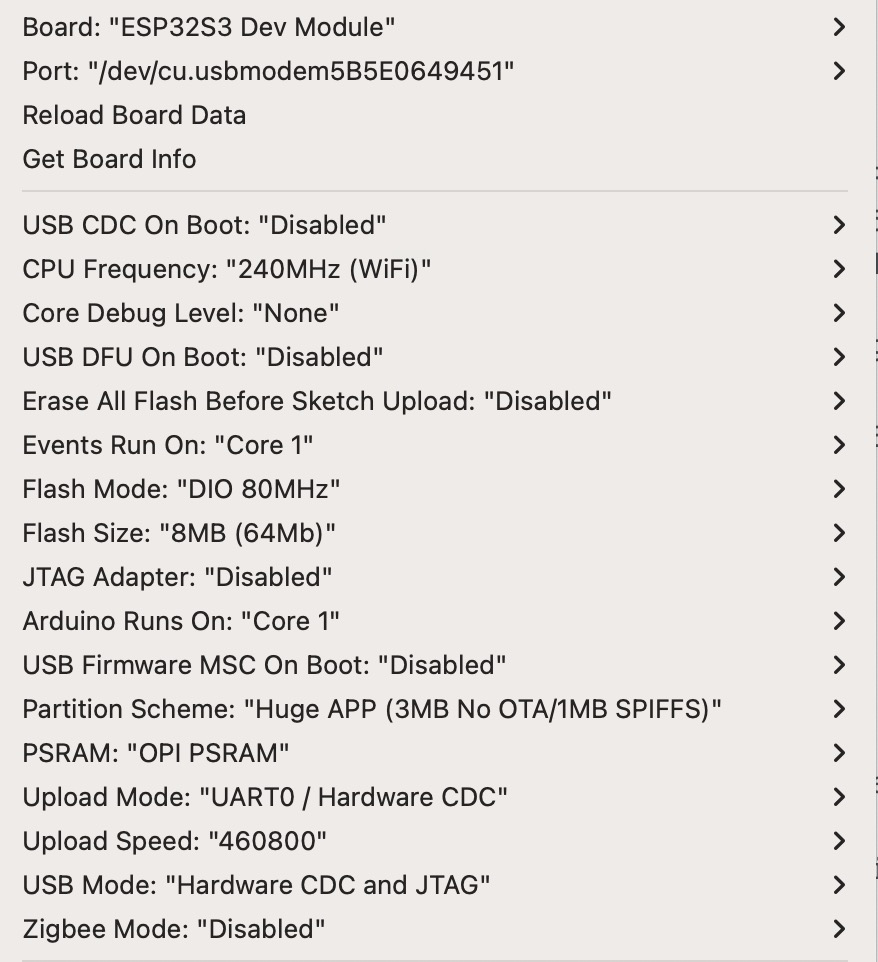 Board: "ESP32S3 Dev Module"
Port: "/dev/cu.usbmodem5B5E0649451"
Reload Board Data
Get Board Info
USB CDC On Boot: "Disabled"
CPU Frequency: "240MHz (WiFi)"
Core Debug Level: "None"
USB DFU On Boot: "Disabled"
Erase All Flash Before Sketch Upload: "Disabled"
Events Run On: "Core 1"
Flash Mode: "DIO 80MHz"
Flash Size: "8MB (64Mb)"
JTAG Adapter: "Disabled"
Arduino Runs On: "Core 1"
USB Firmware MSC On Boot: "Disabled"
Partition Scheme: "Huge APP (3MB No OTA/1MB SPIFFS)"
PSRAM: "OPI PSRAM"
Upload Mode: "UART0 / Hardware CDC"
Upload Speed: "460800"
USB Mode: "Hardware CDC and JTAG"
Zigbee Mode: "Disabled"